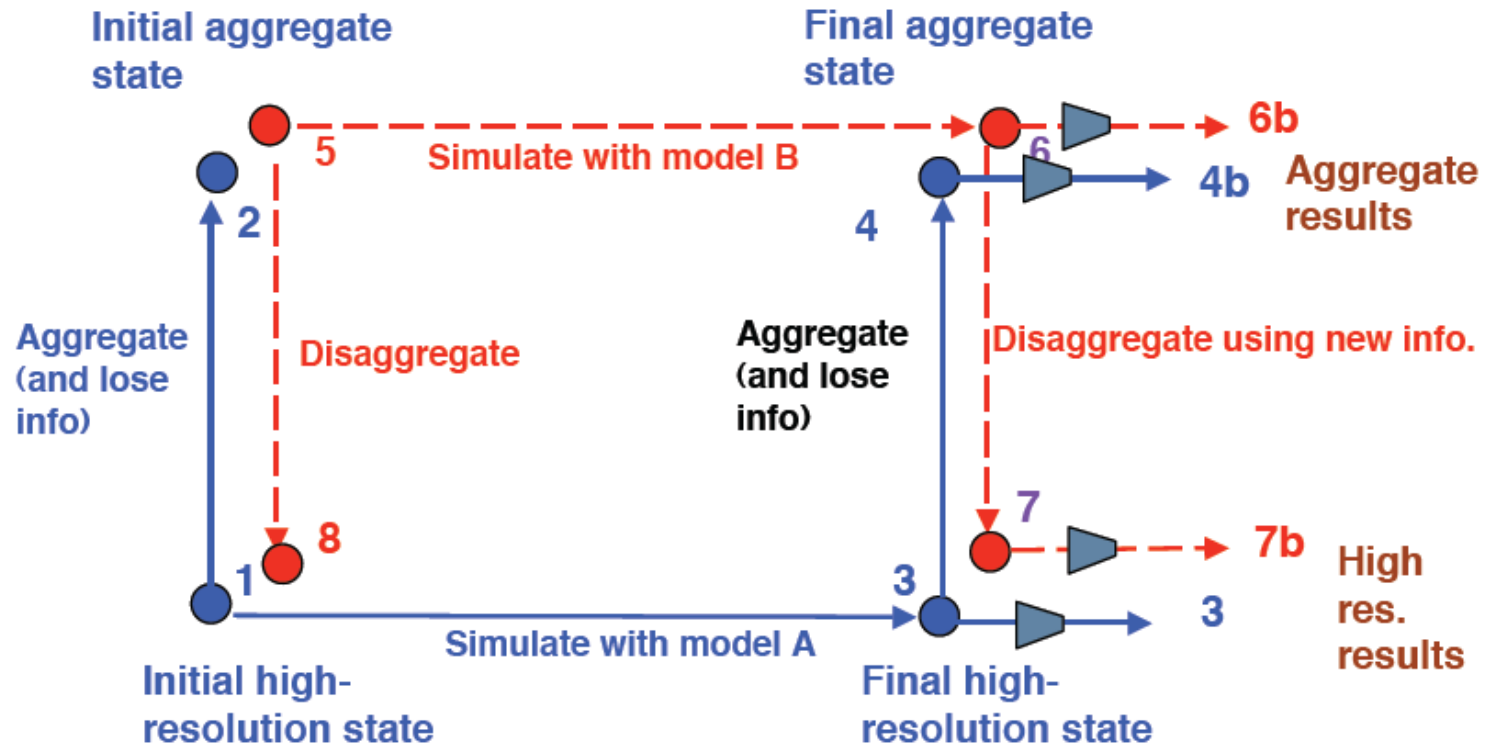 Initial aggregate
state
Final aggregate
state
5
Simulate with model B
6
6b
2
4
4b
Aggregate
results
Aggregate
(and lose
info)
Disaggregate
Aggregate
(and lose
info)
Disaggregate using new info.
8
7
7b
1
3
3
High
res.
results
Simulate with model A
Initial high-
resolution state
Final high-
resolution state